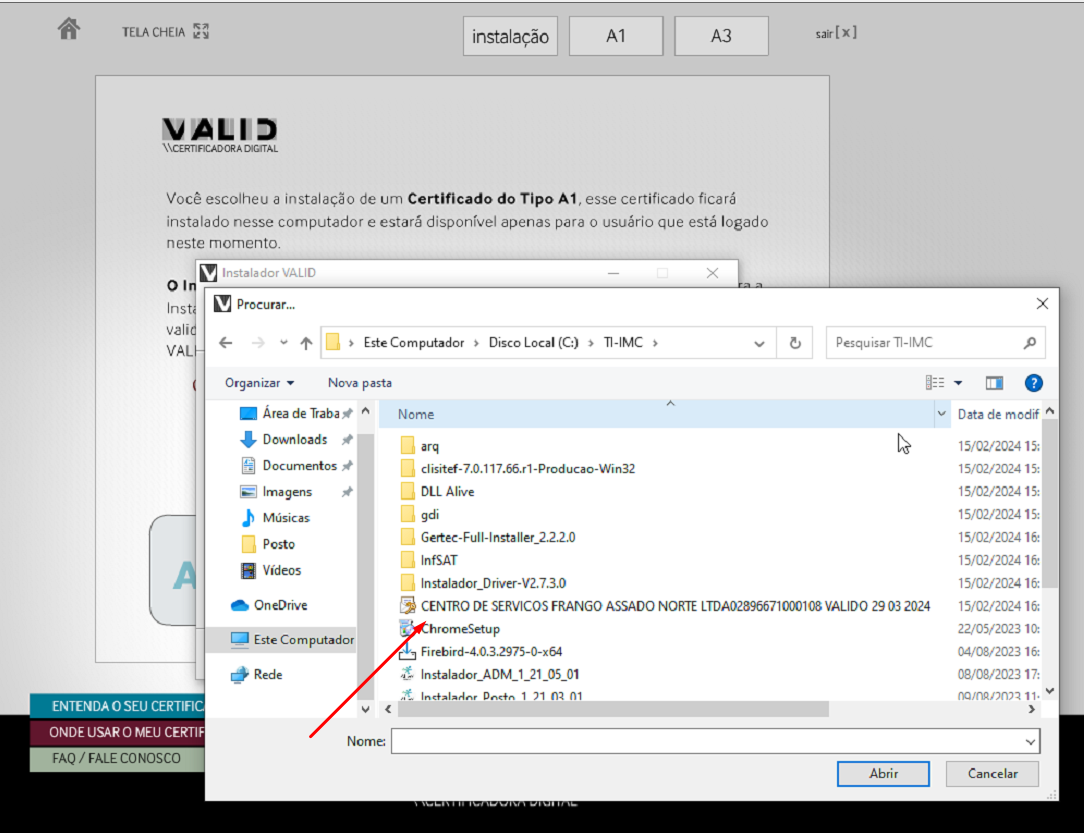 TELA CHEIA
instalação
A1
A3
sair[x]
VALID
\\CERTIFICADORA DIGITAL
Você escolheu a instalação de um Certificado do Tipo A1, esse certificado ficará
instalado nesse computador e estará disponível apenas para o usuário que está logado
neste momento.
Instalador VALID
O In
Insta
valid
VALI
Procurar...
Este Computador > Disco Local (C:) > TI-IMC >
Pesquisar TI-IMC
Organizar
Nova pasta
Nome
Data de modif
Área de Traba
Downloads
Documentos
Imagens
Músicas
Posto
Vídeos
OneDrive
Este Computador
Rede
arq 15/02/2024 15:
clisitef-7.0.117.66.r1-Producao-Win32 15/02/2024 15:
DLL Alive 15/02/2024 15:
gdi 15/02/2024 15:
Gertec-Full-Installer_2.2.2.0 15/02/2024 16:
InfSAT 15/02/2024 16:
Instalador_Driver-V2.7.3.0 15/02/2024 16:
CENTRO DE SERVICOS FRANGO ASSADO NORTE LTDA02896671000108 VALIDO 29 03 2024 15/02/2024 16:
ChromeSetup 22/05/2023 10:
Firebird-4.0.3.2975-0-x64 04/08/2023 16:
Instalador_ADM_1_21_05_01 08/08/2023 17:
Instalador_Posto_1_21_03_01 09/08/2023 11:
A
ENTENDA O SEU CERTIFIC
ONDE USAR O MEU CERTIF
FAQ / FALE CONOSCO
Nome:
Abrir
Cancelar
\\CERTIFICADORA DIGITAL